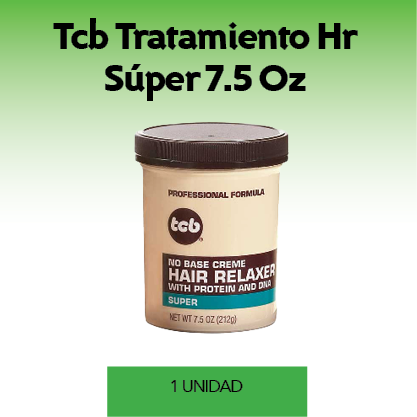 Tcb Tratamiento Hr
Súper 7.5 Oz
PROFESSIONAL FORMULA
tcb®
NO BASE CREME
HAIR RELAXER
WITH PROTEIN AND DNA
SUPER
NET WT 7.5 OZ (212g)
1 UNIDAD